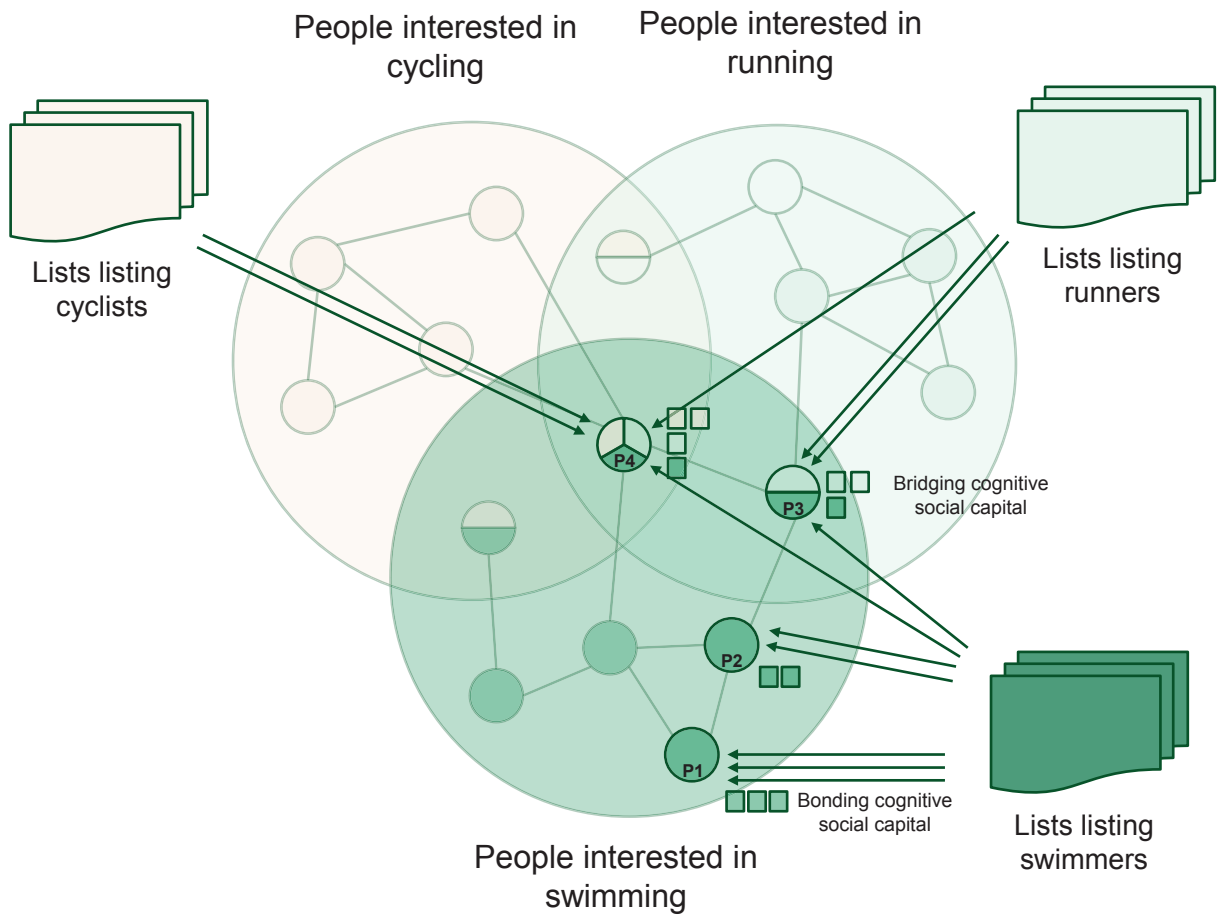 People interested in
cycling
People interested in
running
Lists listing
cyclists
Lists listing
runners
P4
P3
Bridging cognitive
social capital
P2
P1
Bonding cognitive
social capital
Lists listing
swimmers
People interested in
swimming